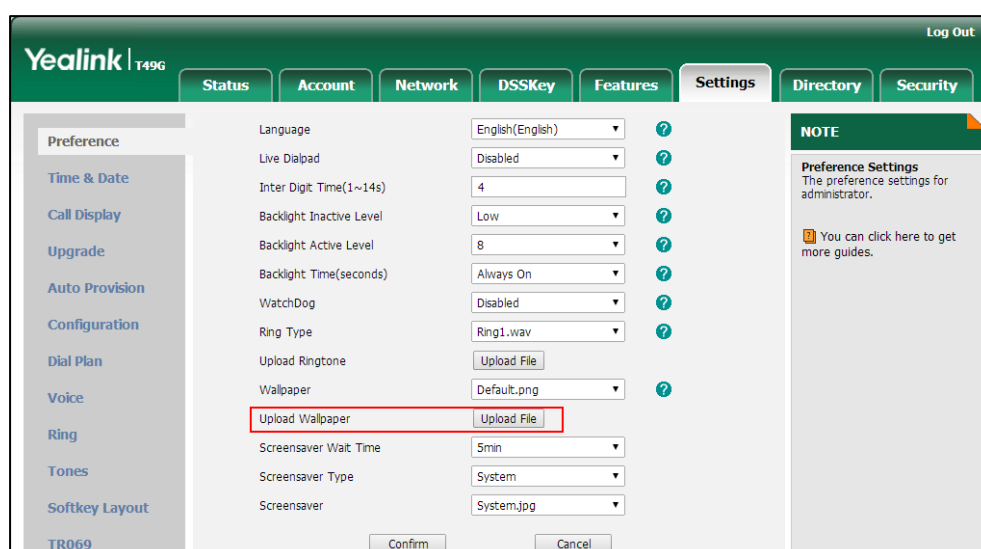 Log Out
Yealink | T49G
Status Account Network DSSKey Features Settings Directory Security
Preference
Time & Date
Call Display
Upgrade
Auto Provision
Configuration
Dial Plan
Voice
Ring
Tones
Softkey Layout
TR069
Language English(English) ?
Live Dialpad Disabled ?
Inter Digit Time(1~14s) 4 ?
Backlight Inactive Level Low ?
Backlight Active Level 8 ?
Backlight Time(seconds) Always On ?
WatchDog Disabled ?
Ring Type Ring1.wav ?
Upload Ringtone Upload File
Wallpaper Default.png ?
Upload Wallpaper Upload File
Screensaver Wait Time 5min
Screensaver Type System
Screensaver System.jpg
Confirm Cancel
NOTE
Preference Settings
The preference settings for
administrator.
? You can click here to get
more guides.